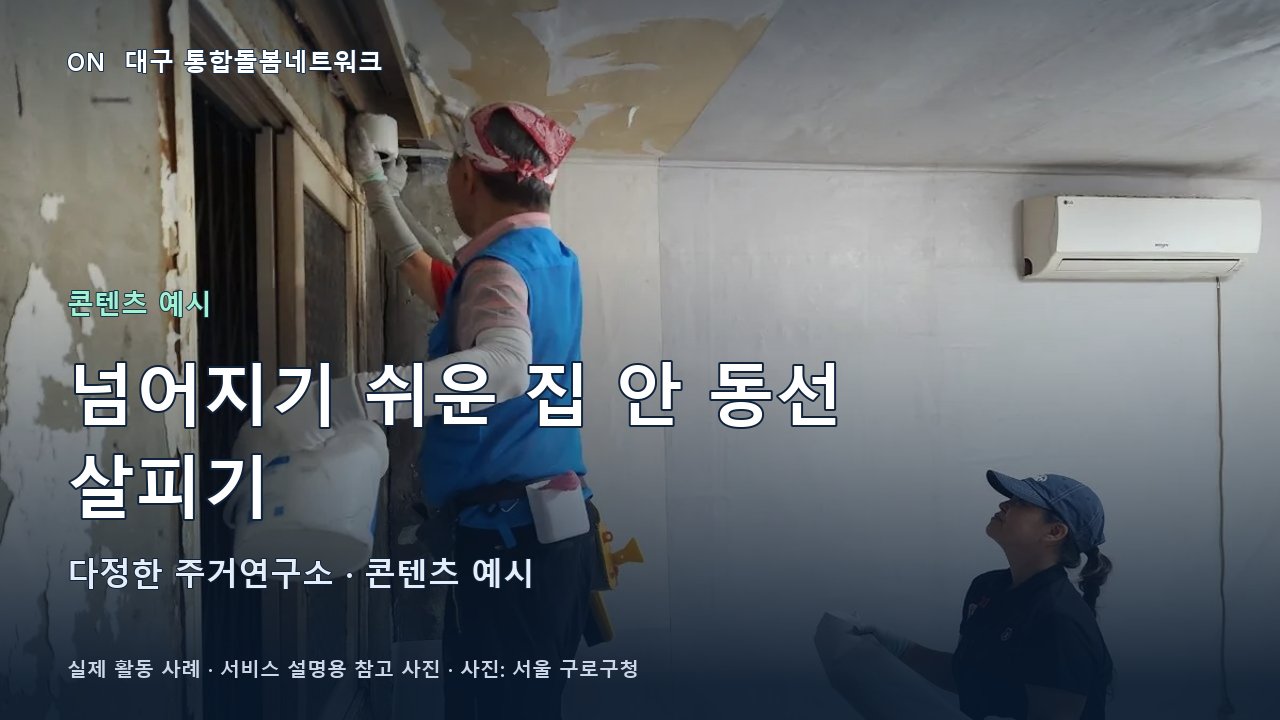 ON 대구 통합돌봄네트워크
콘텐츠 예시
넘어지기 쉬운 집 안 동선
살피기
다정한 주거연구소 · 콘텐츠 예시
실제 활동 사례 · 서비스 설명용 참고 사진 · 사진: 서울 구로구청
LG